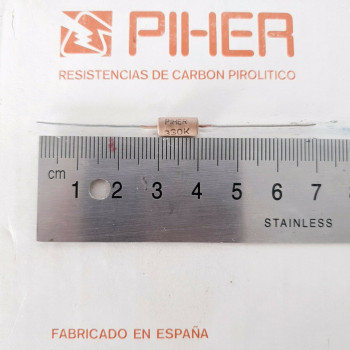 PIHER
RESISTENCIAS DE CARBON PIROLITICO
PIHER
330K
cm
1 2 3 4 5 6 7
STAINLESS
FABRICADO EN ESPAÑA